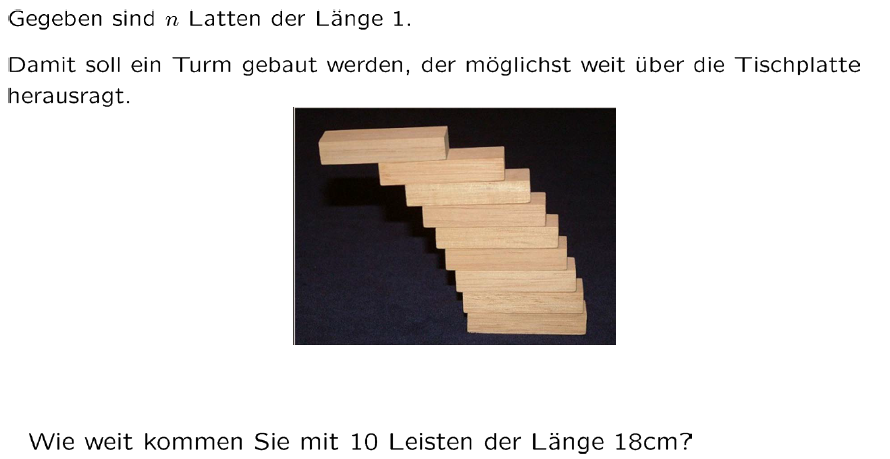 Gegeben sind n Latten der Länge 1.
Damit soll ein Turm gebaut werden, der möglichst weit über die Tischplatte
herausragt.
Wie weit kommen Sie mit 10 Leisten der Länge 18cm?